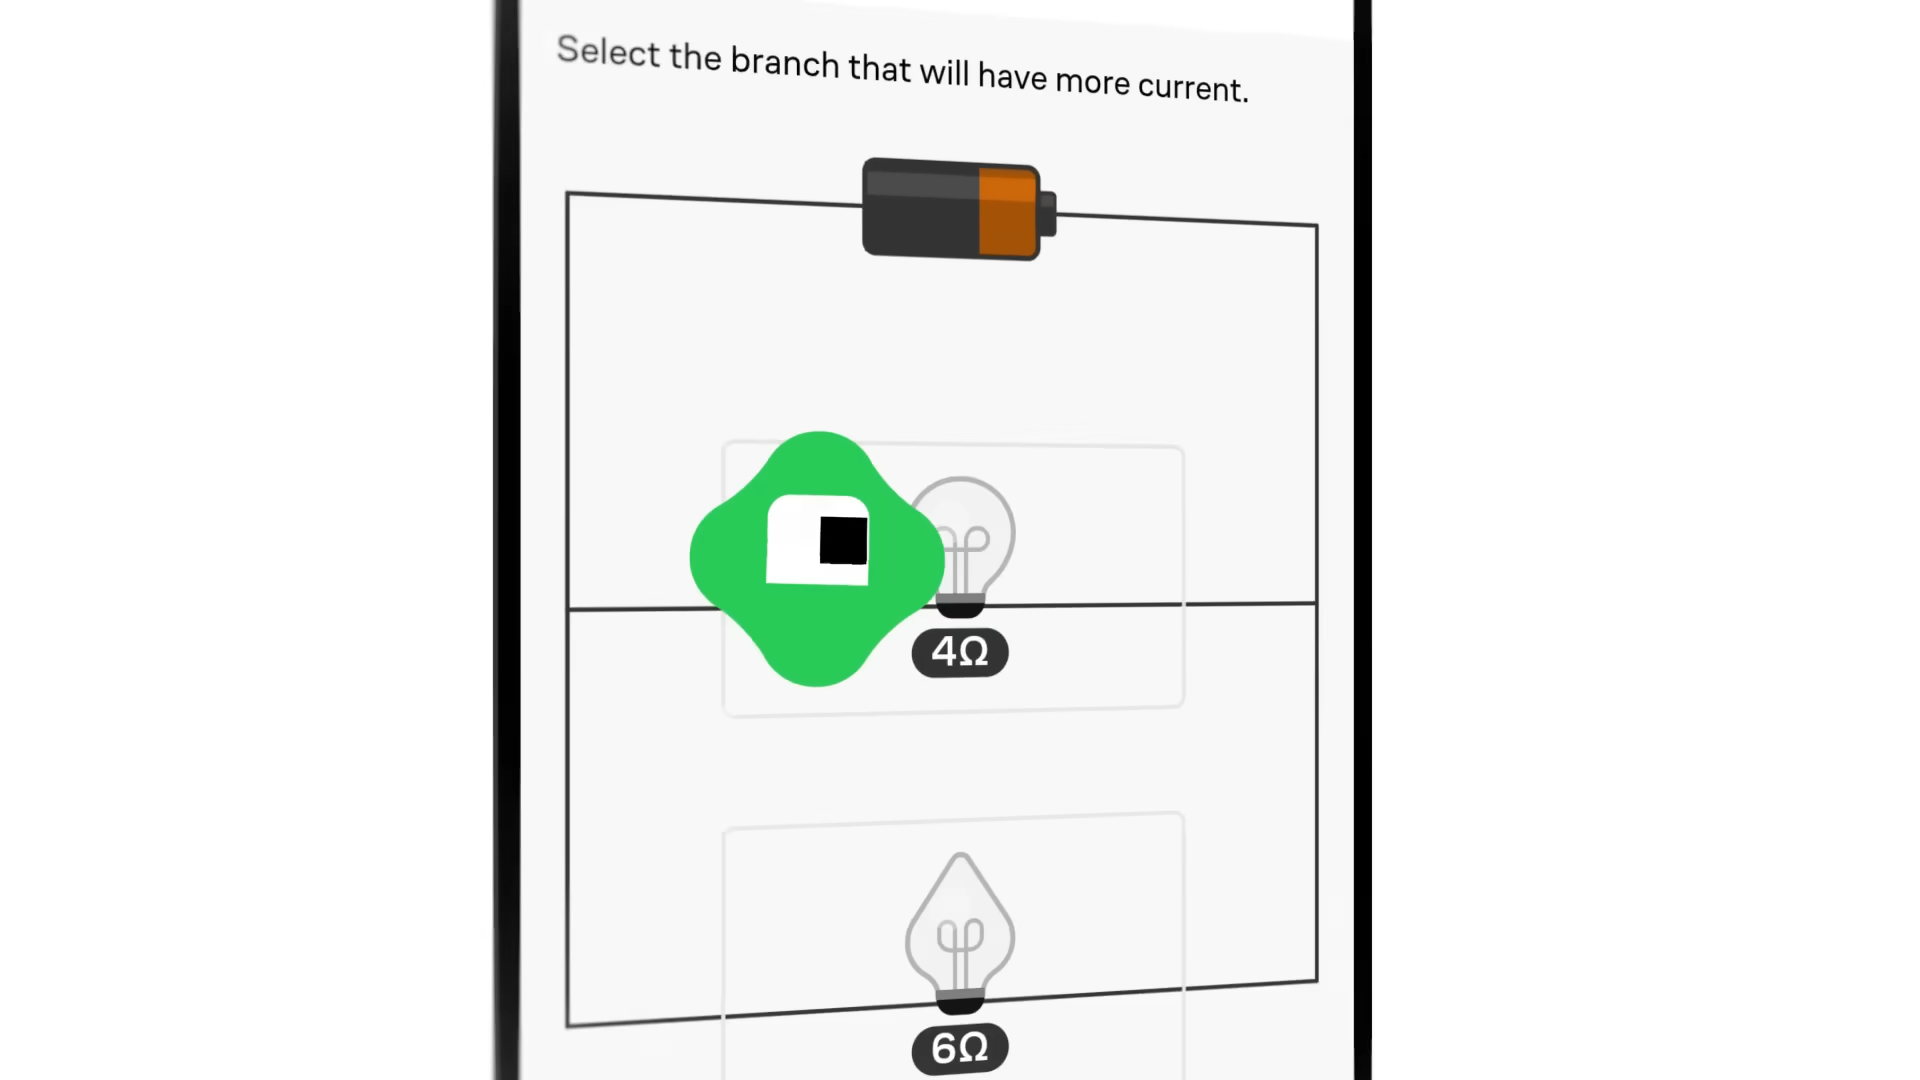 Select the branch that will have more current.
4Ω
6Ω